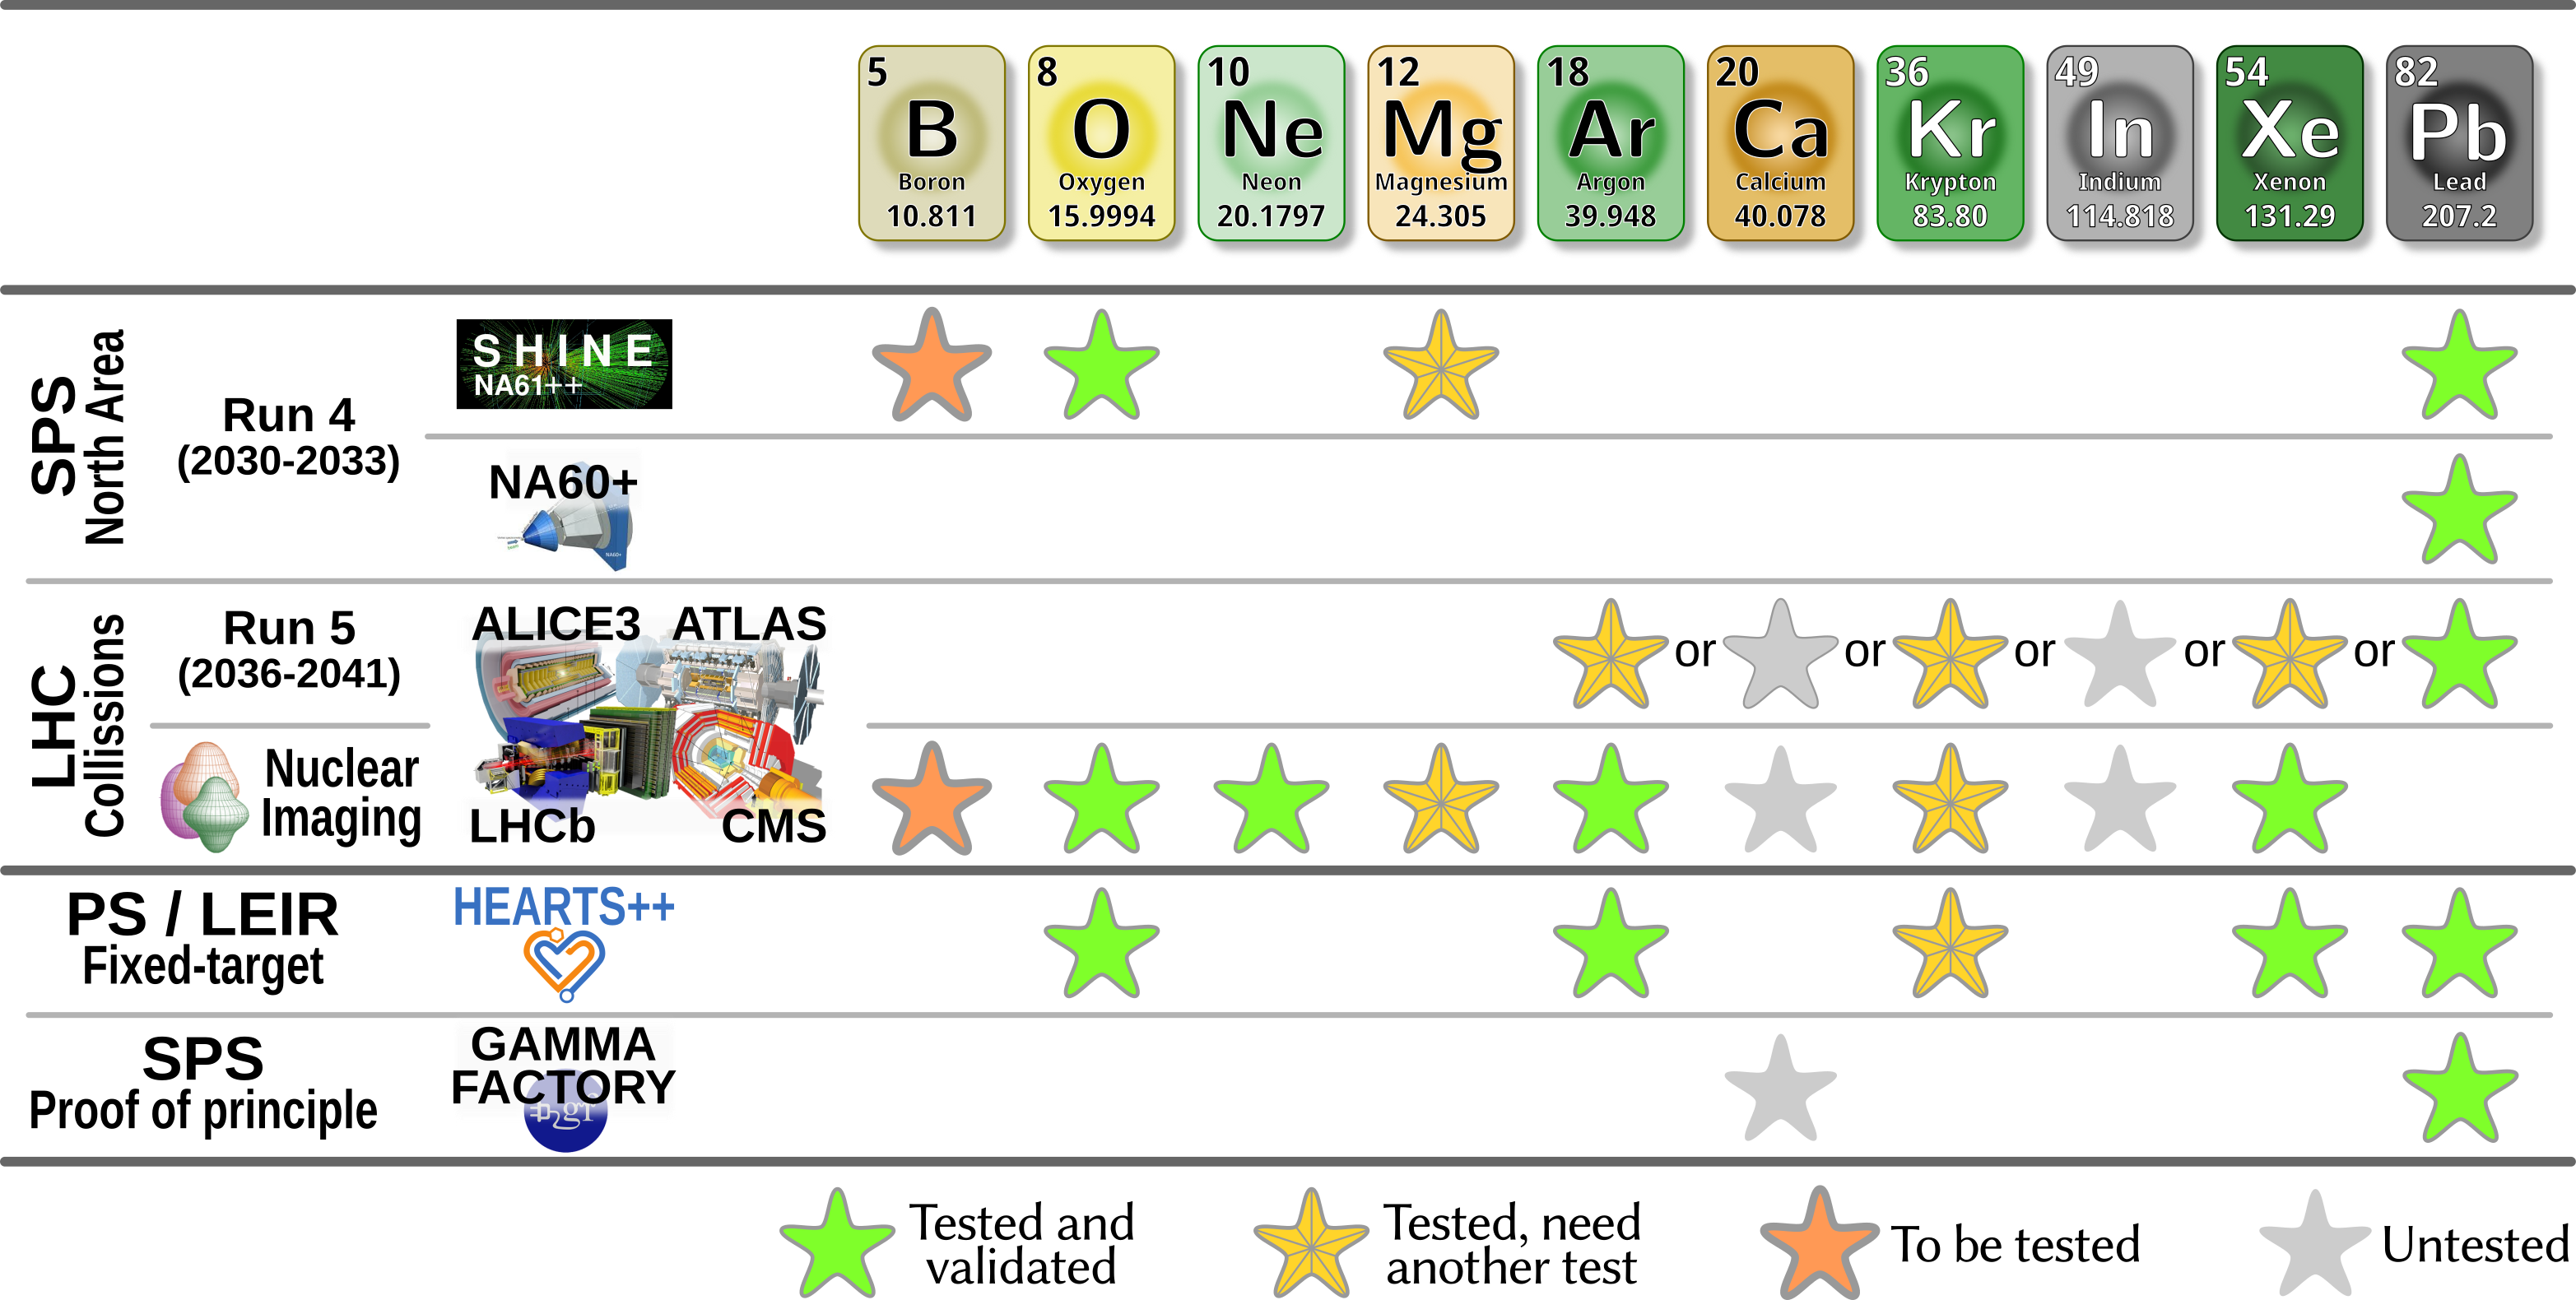 5
B
Boron
10.811
8
O
Oxygen
15.9994
10
Ne
Neon
20.1797
12
Mg
Magnesium
24.305
18
Ar
Argon
39.948
20
Ca
Calcium
40.078
36
Kr
Krypton
83.80
49
In
Indium
114.818
54
Xe
Xenon
131.29
82
Pb
Lead
207.2
SPS
North Area
Run 4
(2030-2033)
SHINE
NA61++
NA60+
NA60+
LHC
Collissions
Run 5
(2036-2041)
ALICE3 ATLAS
or or or or or
Nuclear
Imaging
LHCb CMS
PS / LEIR
Fixed-target
HEARTS++
SPS
Proof of principle
GAMMA
FACTORY
gf
Tested and
validated
Tested, need
another test
To be tested
Untested